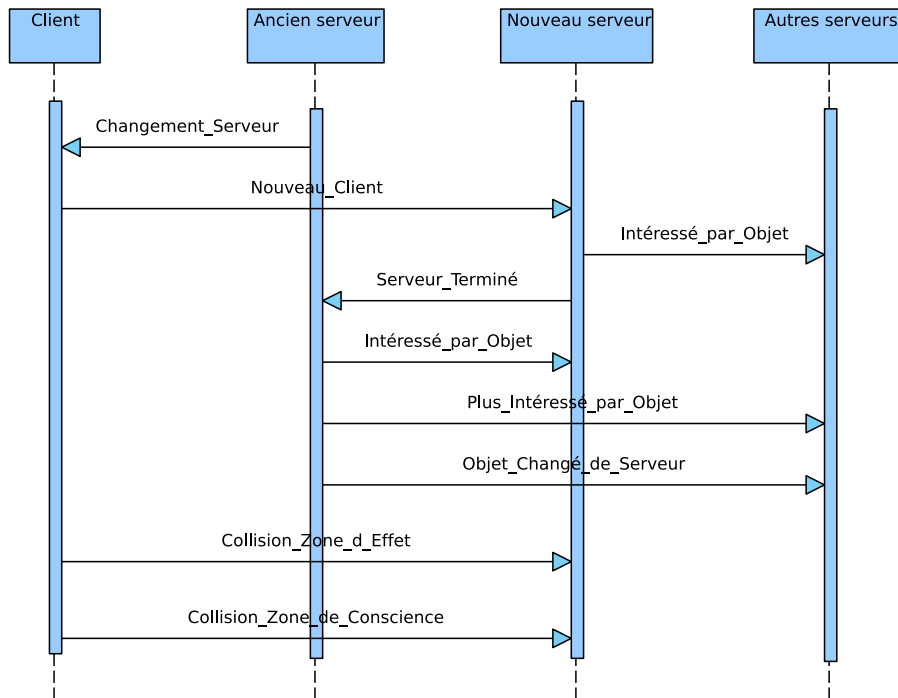 Client
Ancien serveur
Nouveau serveur
Autres serveurs
Changement_Serveur
Nouveau_Client
Intéressé_par_Objet
Serveur_Terminé
Intéressé_par_Objet
Plus_Intéressé_par_Objet
Objet_Changé_de_Serveur
Collision_Zone_d_Effet
Collision_Zone_de_Conscience